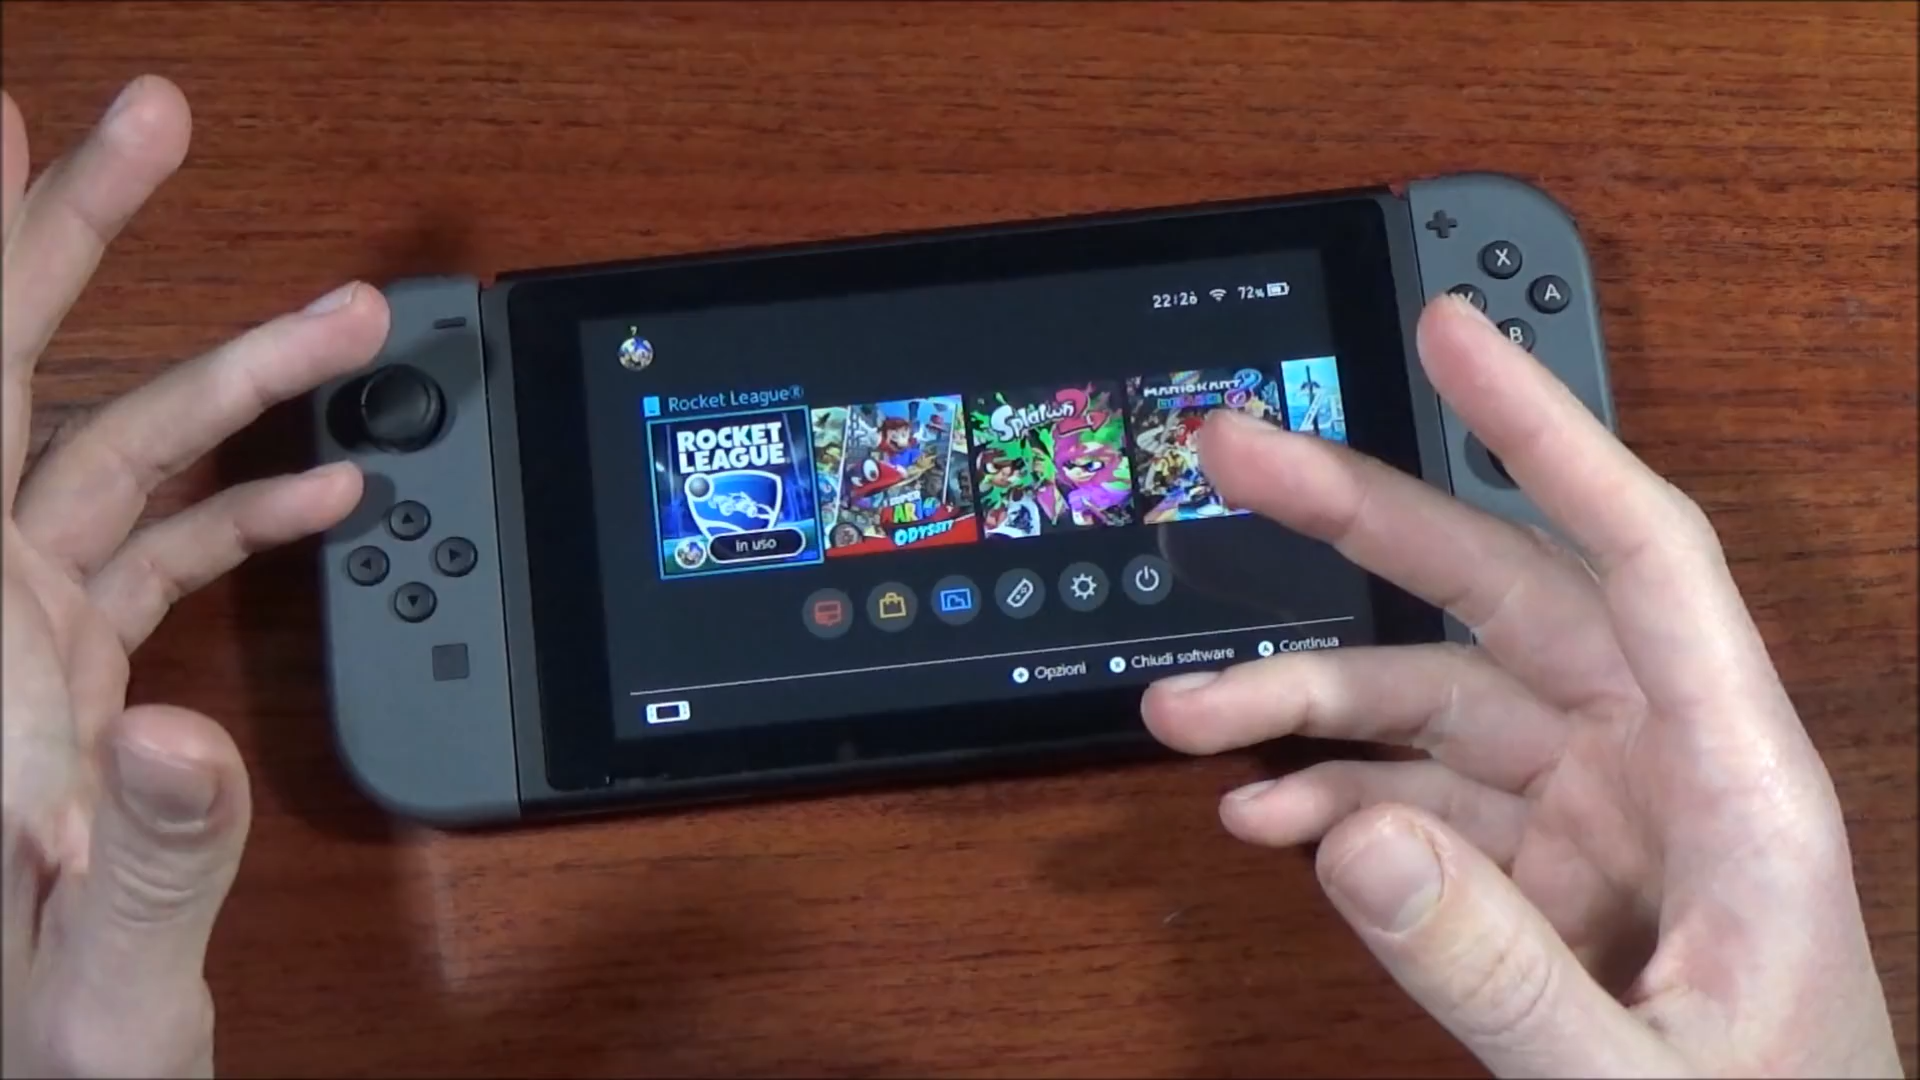 22:26 72%
Rocket League®
ROCKET
LEAGUE
In uso
SUPER
MARIO
ODYSSEY
Splatoon 2
MARIOKART 8
DELUXE
Opzioni
Chiudi software
Continua
X
A
Y
B